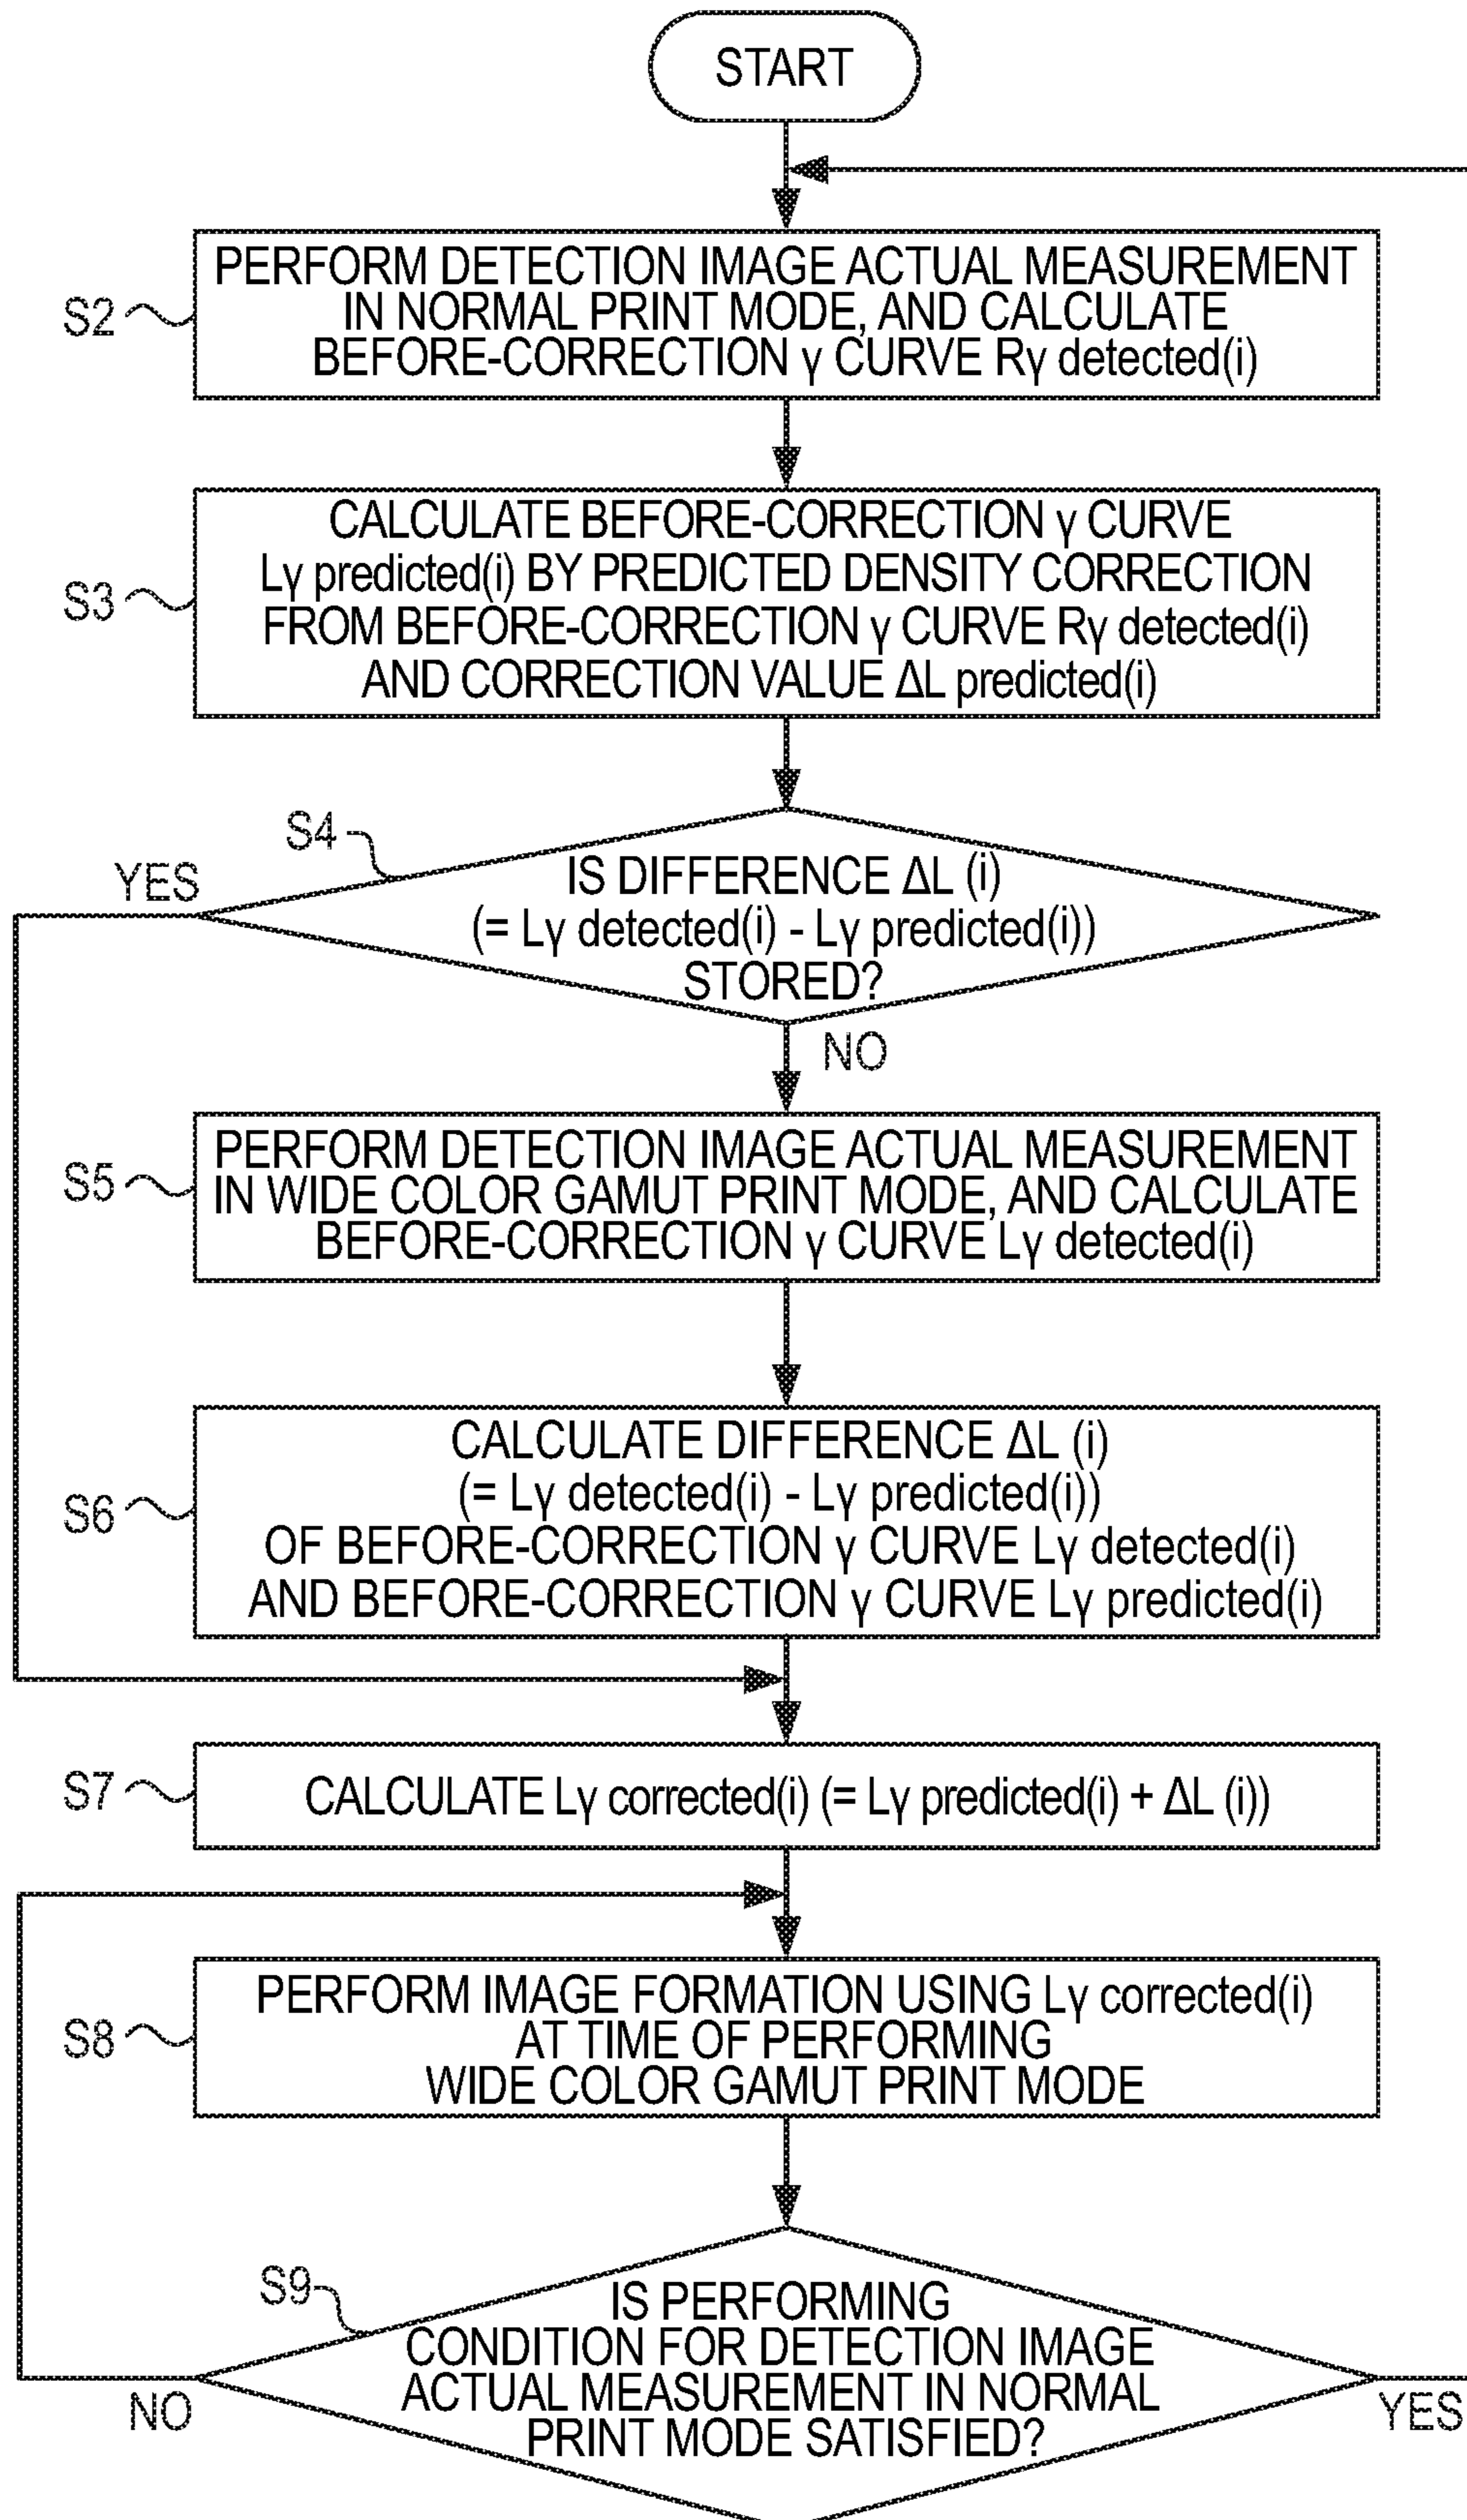 START
S2
PERFORM DETECTION IMAGE ACTUAL MEASUREMENT
IN NORMAL PRINT MODE, AND CALCULATE
BEFORE-CORRECTION γ CURVE Rγ detected(i)
S3
CALCULATE BEFORE-CORRECTION γ CURVE
Lγ predicted(i) BY PREDICTED DENSITY CORRECTION
FROM BEFORE-CORRECTION γ CURVE Rγ detected(i)
AND CORRECTION VALUE ΔL predicted(i)
S4
YES
IS DIFFERENCE ΔL (i)
(= Lγ detected(i) - Lγ predicted(i))
STORED?
NO
S5
PERFORM DETECTION IMAGE ACTUAL MEASUREMENT
IN WIDE COLOR GAMUT PRINT MODE, AND CALCULATE
BEFORE-CORRECTION γ CURVE Lγ detected(i)
S6
CALCULATE DIFFERENCE ΔL (i)
(= Lγ detected(i) - Lγ predicted(i))
OF BEFORE-CORRECTION γ CURVE Lγ detected(i)
AND BEFORE-CORRECTION γ CURVE Lγ predicted(i)
S7
CALCULATE Lγ corrected(i) (= Lγ predicted(i) + ΔL (i))
S8
PERFORM IMAGE FORMATION USING Lγ corrected(i)
AT TIME OF PERFORMING
WIDE COLOR GAMUT PRINT MODE
S9
IS PERFORMING
CONDITION FOR DETECTION IMAGE
ACTUAL MEASUREMENT IN NORMAL
PRINT MODE SATISFIED?
NO
YES